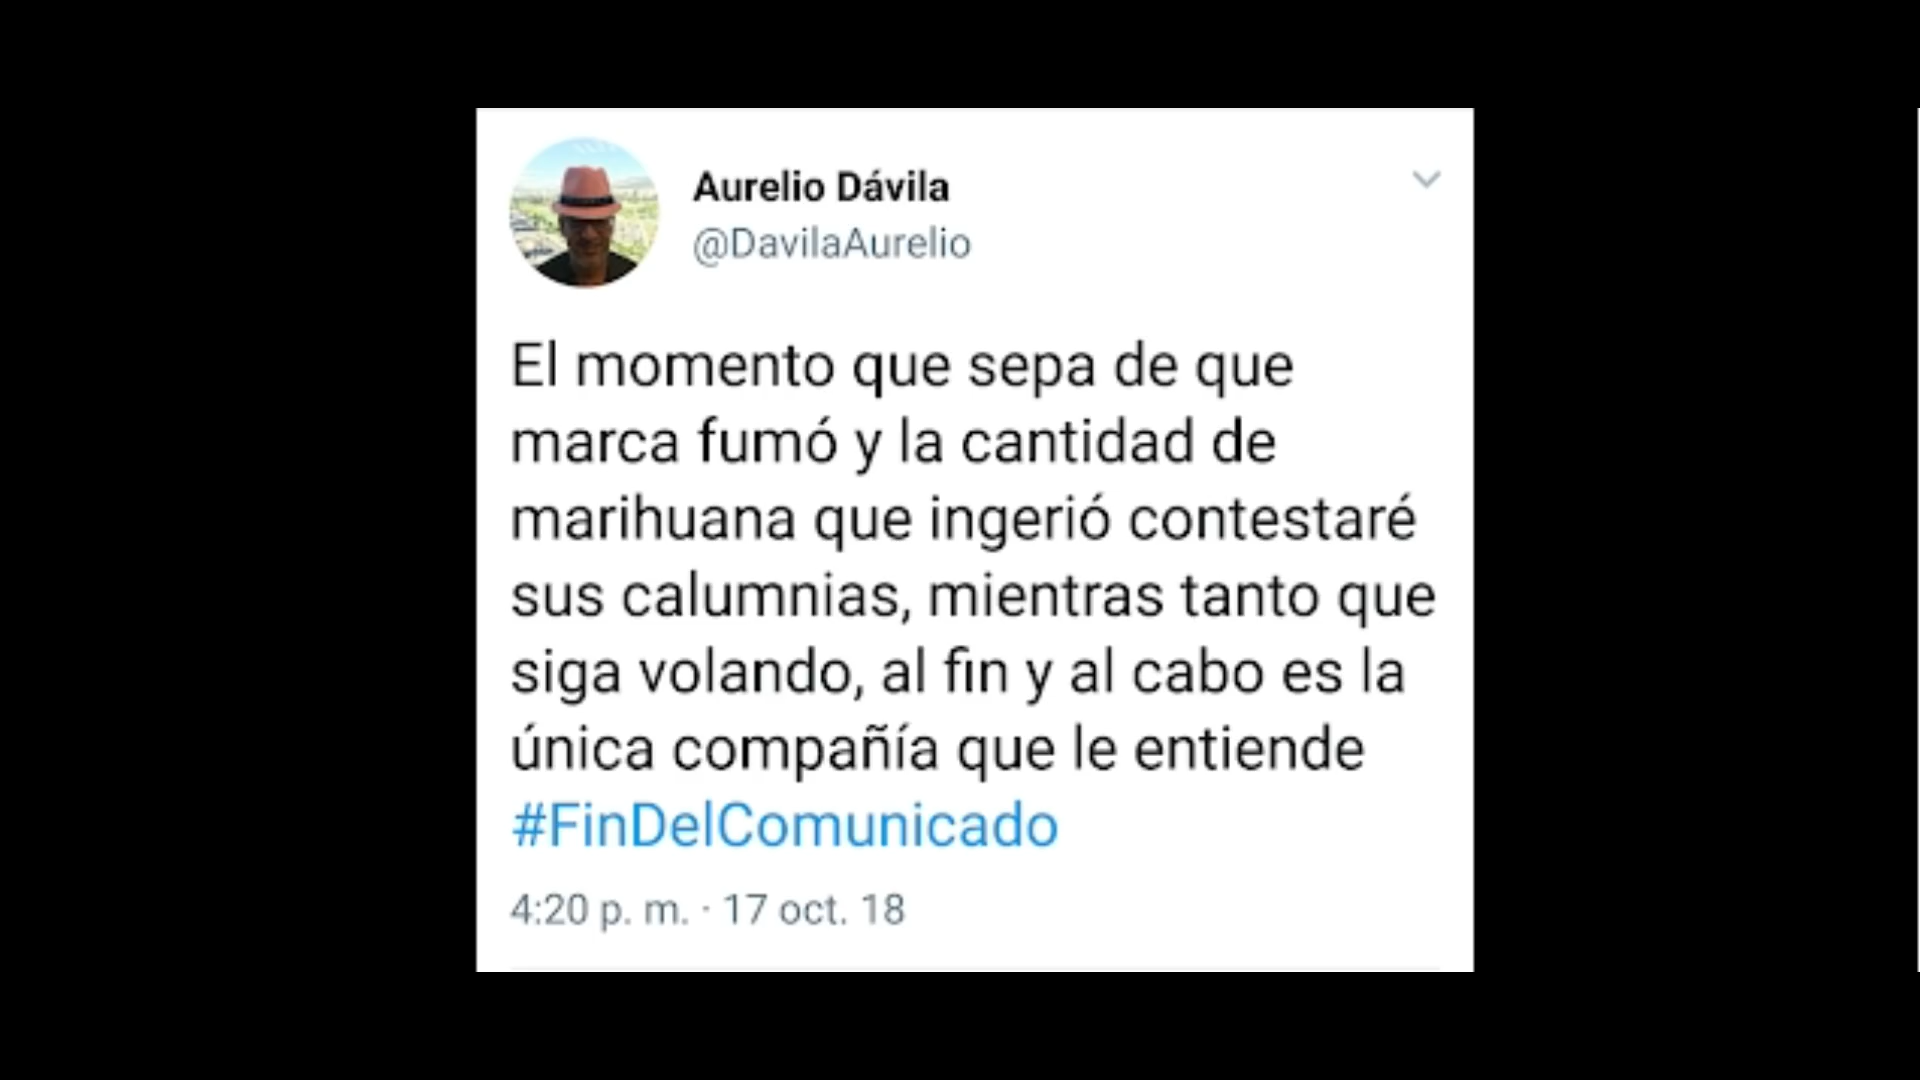 Aurelio Dávila
@DavilaAurelio
El momento que sepa de que
marca fumó y la cantidad de
marihuana que ingerió contestaré
sus calumnias, mientras tanto que
siga volando, al fin y al cabo es la
única compañía que le entiende
#FinDelComunicado
4:20 p. m. · 17 oct. 18